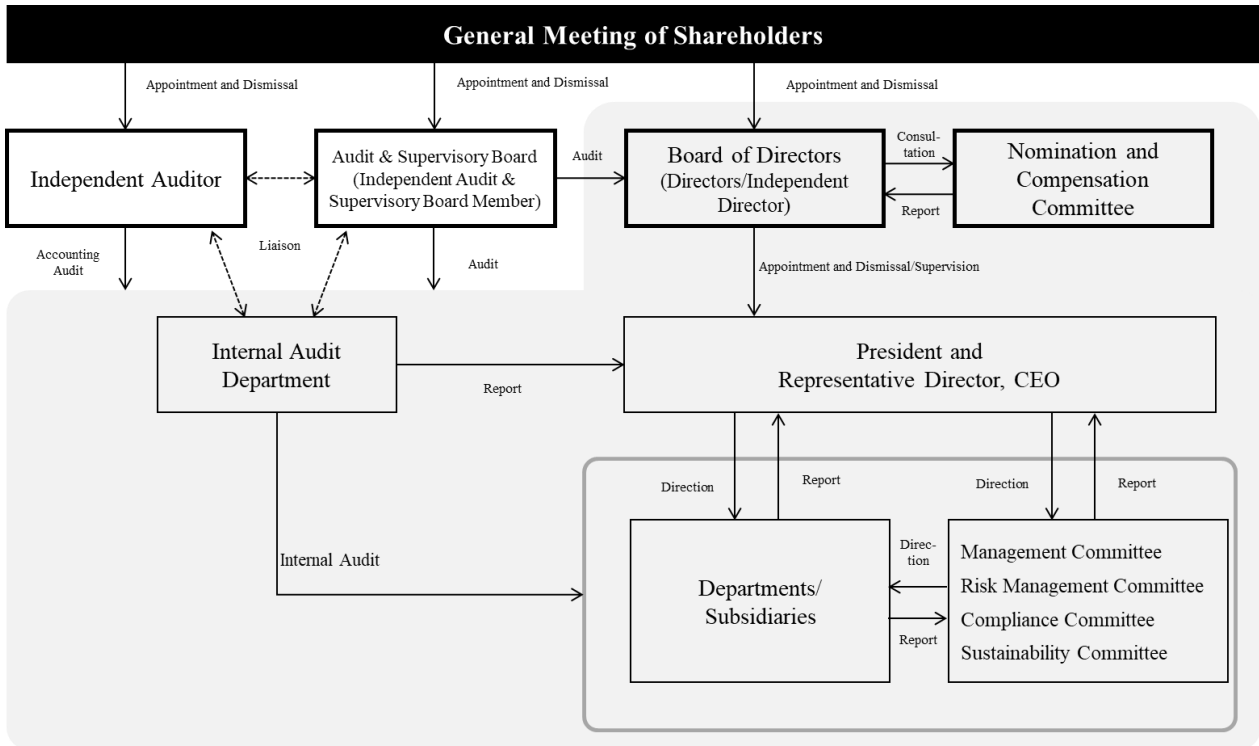 General Meeting of Shareholders
Appointment and Dismissal
Appointment and Dismissal
Appointment and Dismissal
Independent Auditor
Audit & Supervisory Board
(Independent Audit &
Supervisory Board Member)
Audit
Board of Directors
(Directors/Independent
Director)
Consul-
tation
Report
Nomination and
Compensation
Committee
Accounting
Audit
Liaison
Audit
Appointment and Dismissal/Supervision
Internal Audit
Department
Report
President and
Representative Director, CEO
Direction
Report
Direction
Report
Internal Audit
Departments/
Subsidiaries
Direc-
tion
Report
Management Committee
Risk Management Committee
Compliance Committee
Sustainability Committee